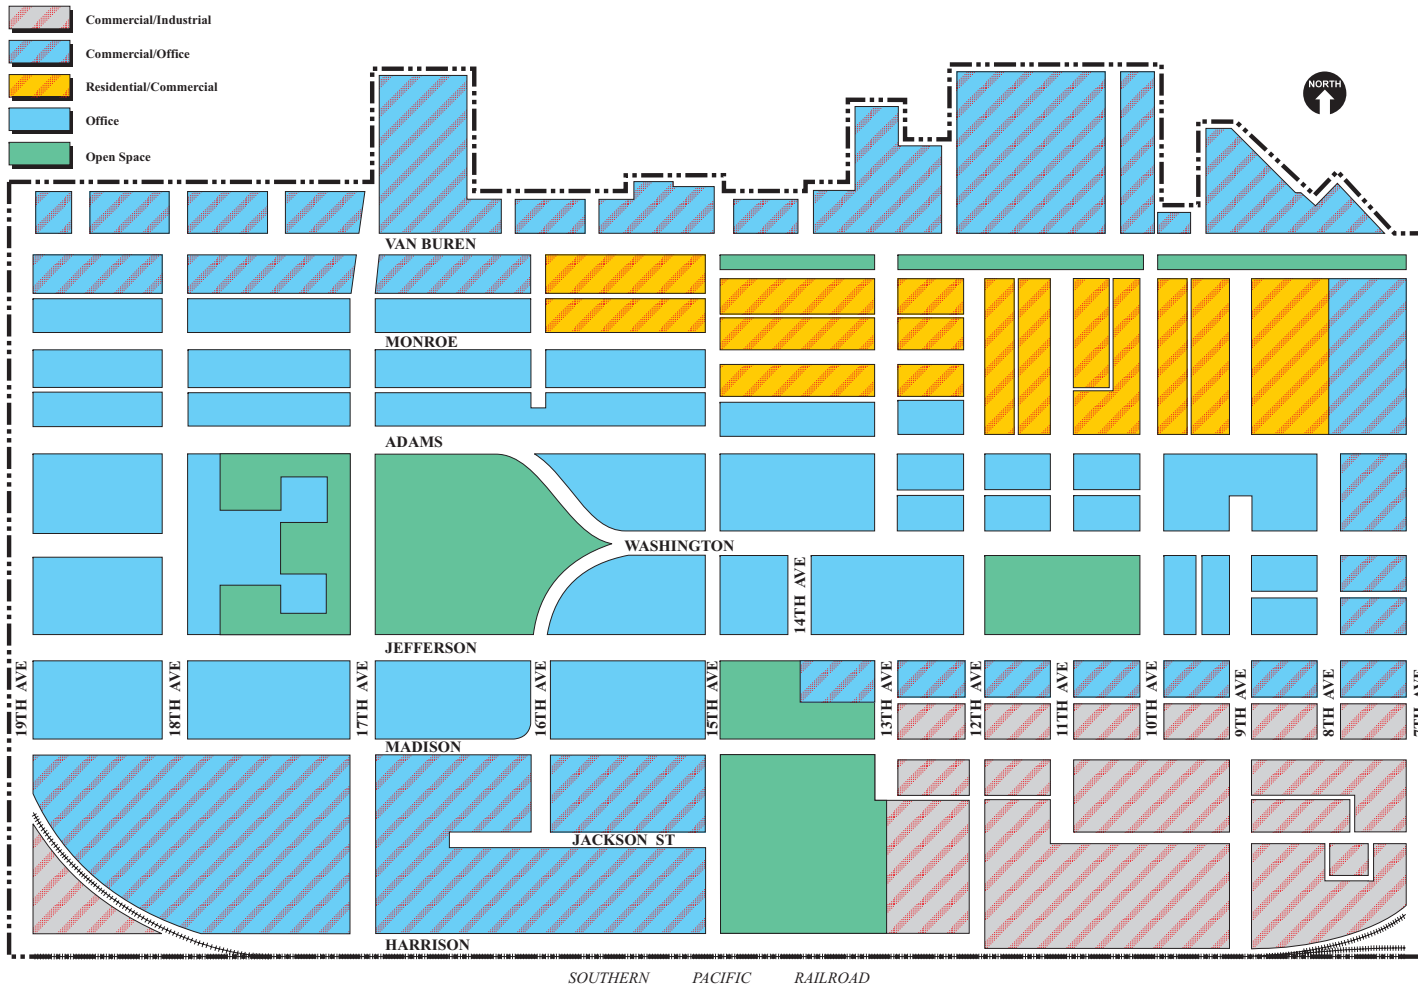 Commercial/Industrial
Commercial/Office
Residential/Commercial
Office
Open Space
NORTH
VAN BUREN
MONROE
ADAMS
WASHINGTON
14TH AVE
JEFFERSON
19TH AVE
18TH AVE
17TH AVE
16TH AVE
15TH AVE
13TH AVE
12TH AVE
11TH AVE
10TH AVE
9TH AVE
8TH AVE
7TH AVE
MADISON
JACKSON ST
HARRISON
SOUTHERN PACIFIC RAILROAD